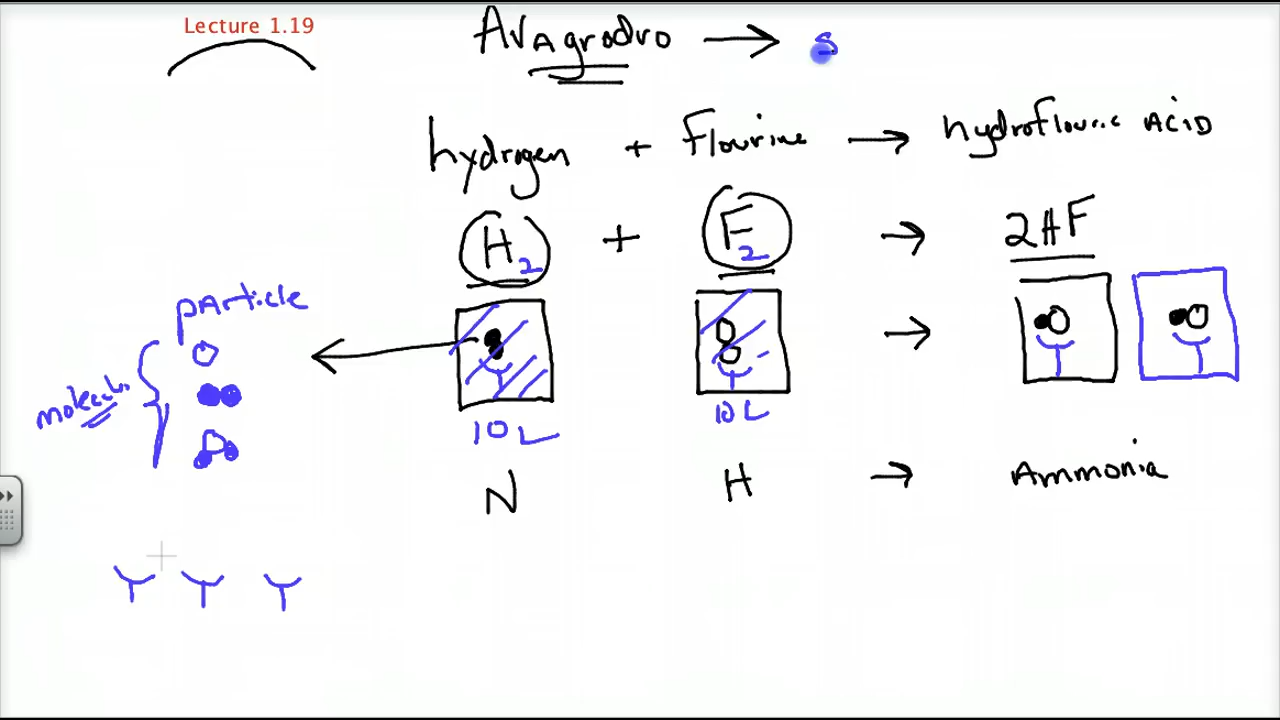 Lecture 1.19
AvAgrodro → s
hydrogen + flourine → hydroflouric ACID
H2 + F2 → 2HF
pArticle
molecule
10 L 10 L
N H → Ammonia